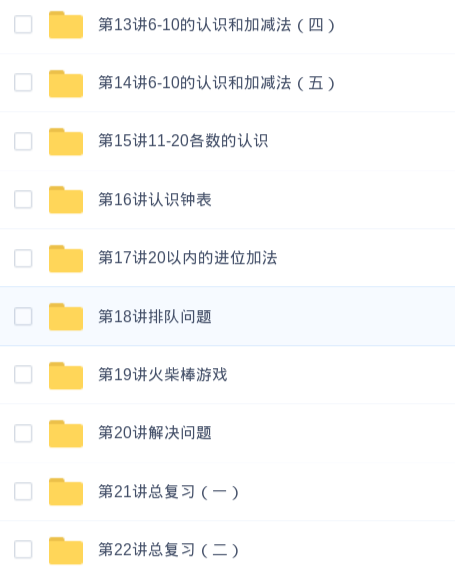 第13讲6-10的认识和加减法（四）
第14讲6-10的认识和加减法（五）
第15讲11-20各数的认识
第16讲认识钟表
第17讲20以内的进位加法
第18讲排队问题
第19讲火柴棒游戏
第20讲解决问题
第21讲总复习（一）
第22讲总复习（二）